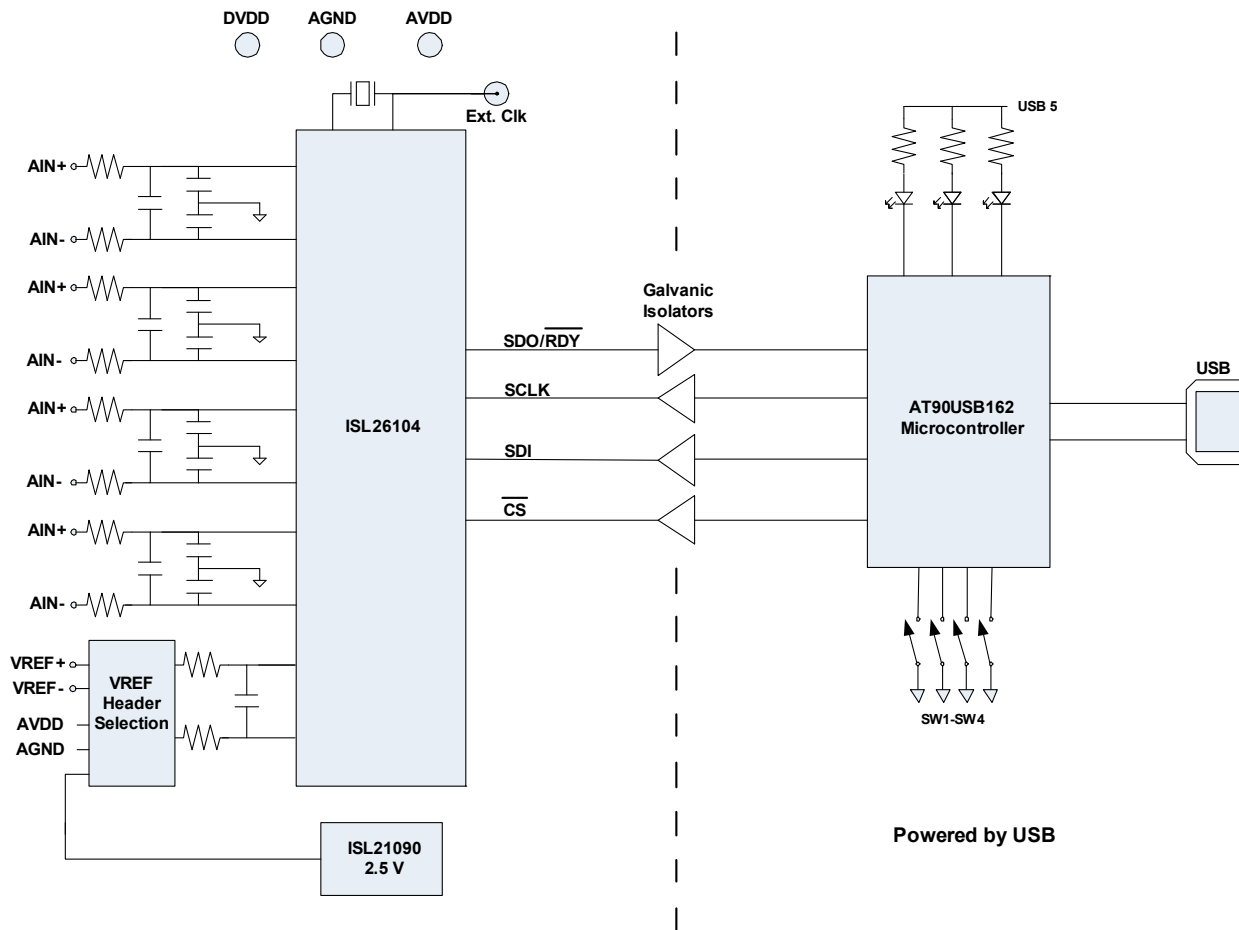 DVDD
AGND
AVDD
Ext. Clk
USB 5
AIN+
AIN-
AIN+
AIN-
AIN+
AIN-
AIN+
AIN-
ISL26104
Galvanic
Isolators
SDO/RDY
SCLK
SDI
CS
AT90USB162
Microcontroller
USB
VREF+
VREF-
AVDD
AGND
VREF
Header
Selection
SW1-SW4
ISL21090
2.5 V
Powered by USB